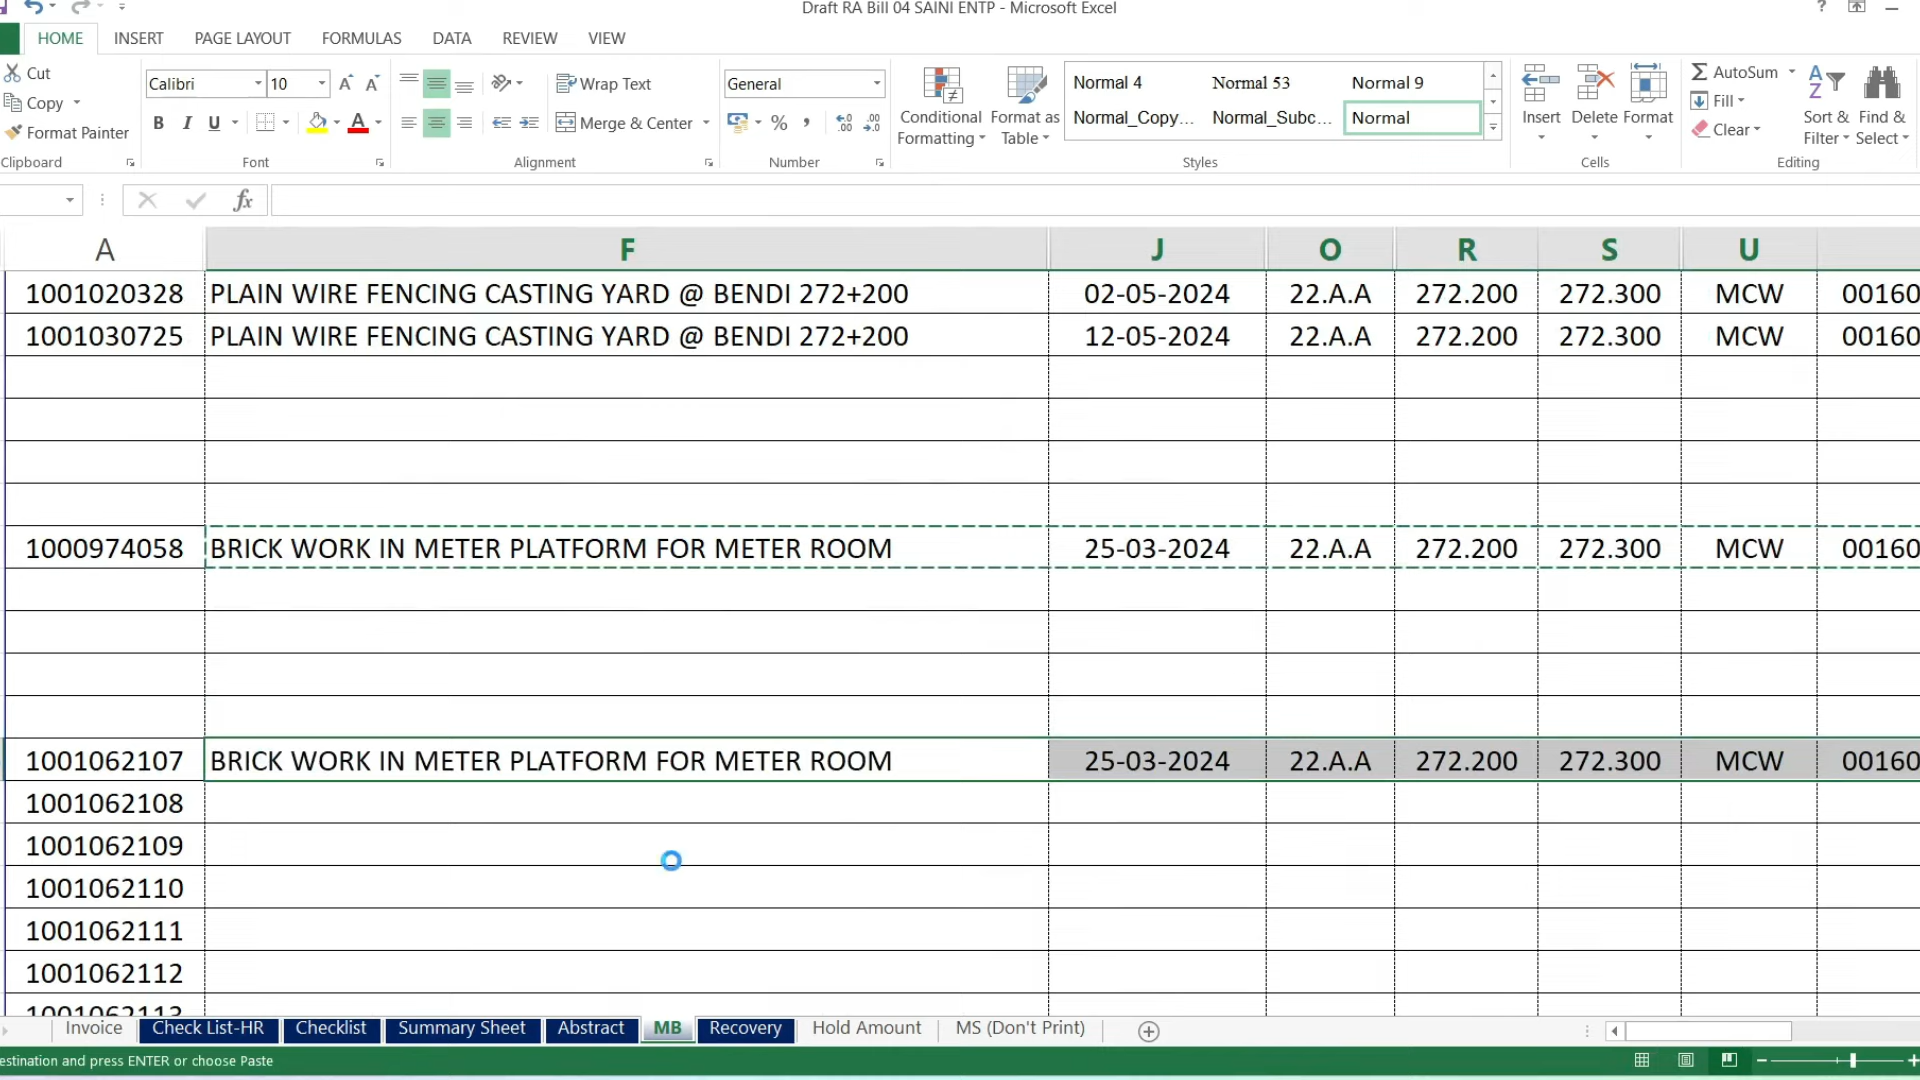 Draft RA Bill 04 SAINI ENTP - Microsoft Excel
?
HOME INSERT PAGE LAYOUT FORMULAS DATA REVIEW VIEW
Cut
Copy
Format Painter
Clipboard
Calibri 10
B I U
Font
Wrap Text
Merge & Center
Alignment
General
%
Number
Conditional Formatting
Format as Table
Normal 4 Normal 53 Normal 9
Normal_Copy... Normal_Subc... Normal
Styles
Insert Delete Format
Cells
AutoSum
Fill
Clear
Sort & Filter
Find & Select
Editing
fx
A F J O R S U
1001020328 PLAIN WIRE FENCING CASTING YARD @ BENDI 272+200 02-05-2024 22.A.A 272.200 272.300 MCW 00160
1001030725 PLAIN WIRE FENCING CASTING YARD @ BENDI 272+200 12-05-2024 22.A.A 272.200 272.300 MCW 00160
1000974058 BRICK WORK IN METER PLATFORM FOR METER ROOM 25-03-2024 22.A.A 272.200 272.300 MCW 00160
1001062107 BRICK WORK IN METER PLATFORM FOR METER ROOM 25-03-2024 22.A.A 272.200 272.300 MCW 00160
1001062108
1001062109
1001062110
1001062111
1001062112
1001062113
Invoice Check List-HR Checklist Summary Sheet Abstract MB Recovery Hold Amount MS (Don't Print)
estination and press ENTER or choose Paste